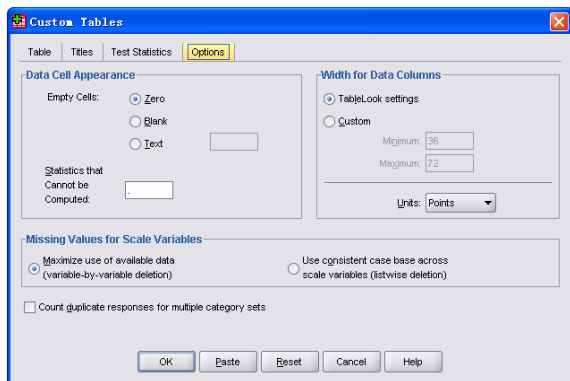 Custom Tables
Table Titles Test Statistics Options
Data Cell Appearance
Empty Cells: Zero
Blank
Text
Statistics that
Cannot be
Computed: .
Width for Data Columns
TableLook settings
Custom
Minimum: 36
Maximum: 72
Units: Points
Missing Values for Scale Variables
Maximize use of available data
(variable-by-variable deletion)
Use consistent case base across
scale variables (listwise deletion)
Count duplicate responses for multiple category sets
OK Paste Reset Cancel Help